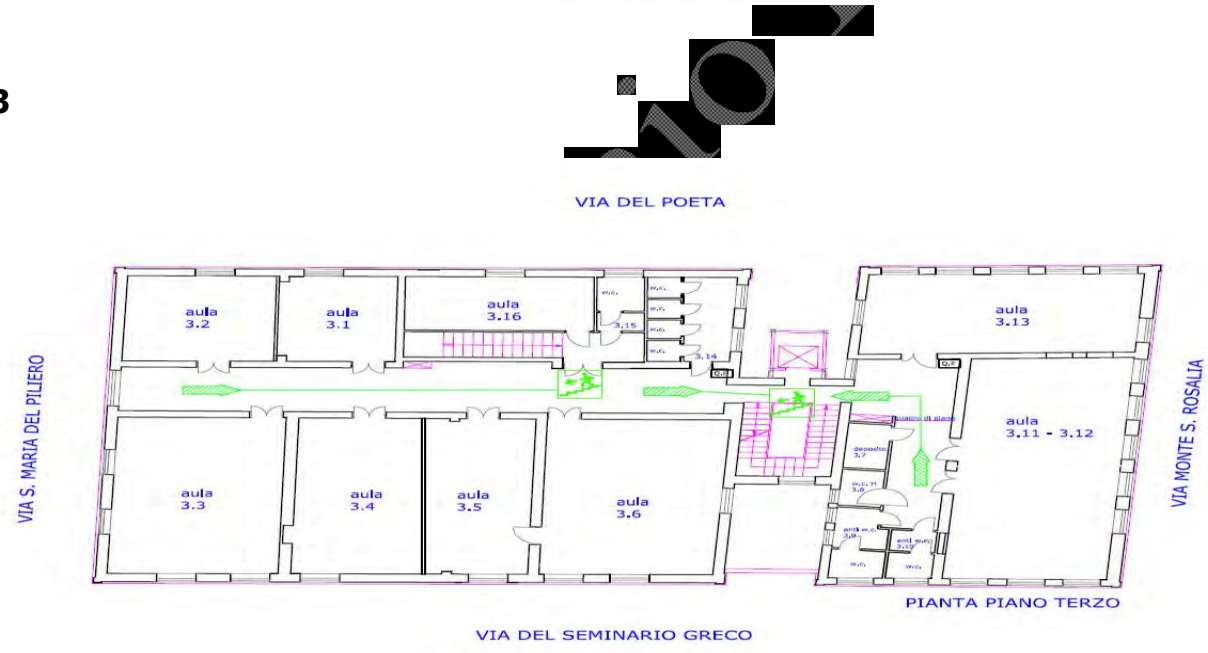 3
VIA DEL POETA
aula
3.2
aula
3.1
aula
3.16
w.c.
3.15
w.c.
w.c.
w.c.
w.c.
3.14
aula
3.13
VIA S. MARIA DEL PILIERO
VIA MONTE S. ROSALIA
aula
3.11 - 3.12
quadro di piano
deposito
3.7
w.c. H
3.8
aula
3.3
aula
3.4
aula
3.5
aula
3.6
anti w.c.
3.9
anti w.c.
3.10
w.c.
w.c.
PIANTA PIANO TERZO
VIA DEL SEMINARIO GRECO